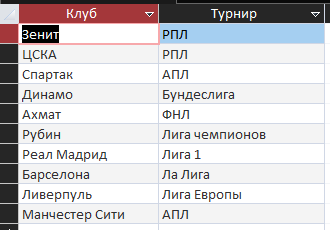 Клуб Турнир
Зенит РПЛ
ЦСКА РПЛ
Спартак АПЛ
Динамо Бундеслига
Ахмат ФНЛ
Рубин Лига чемпионов
Реал Мадрид Лига 1
Барселона Ла Лига
Ливерпуль Лига Европы
Манчестер Сити АПЛ